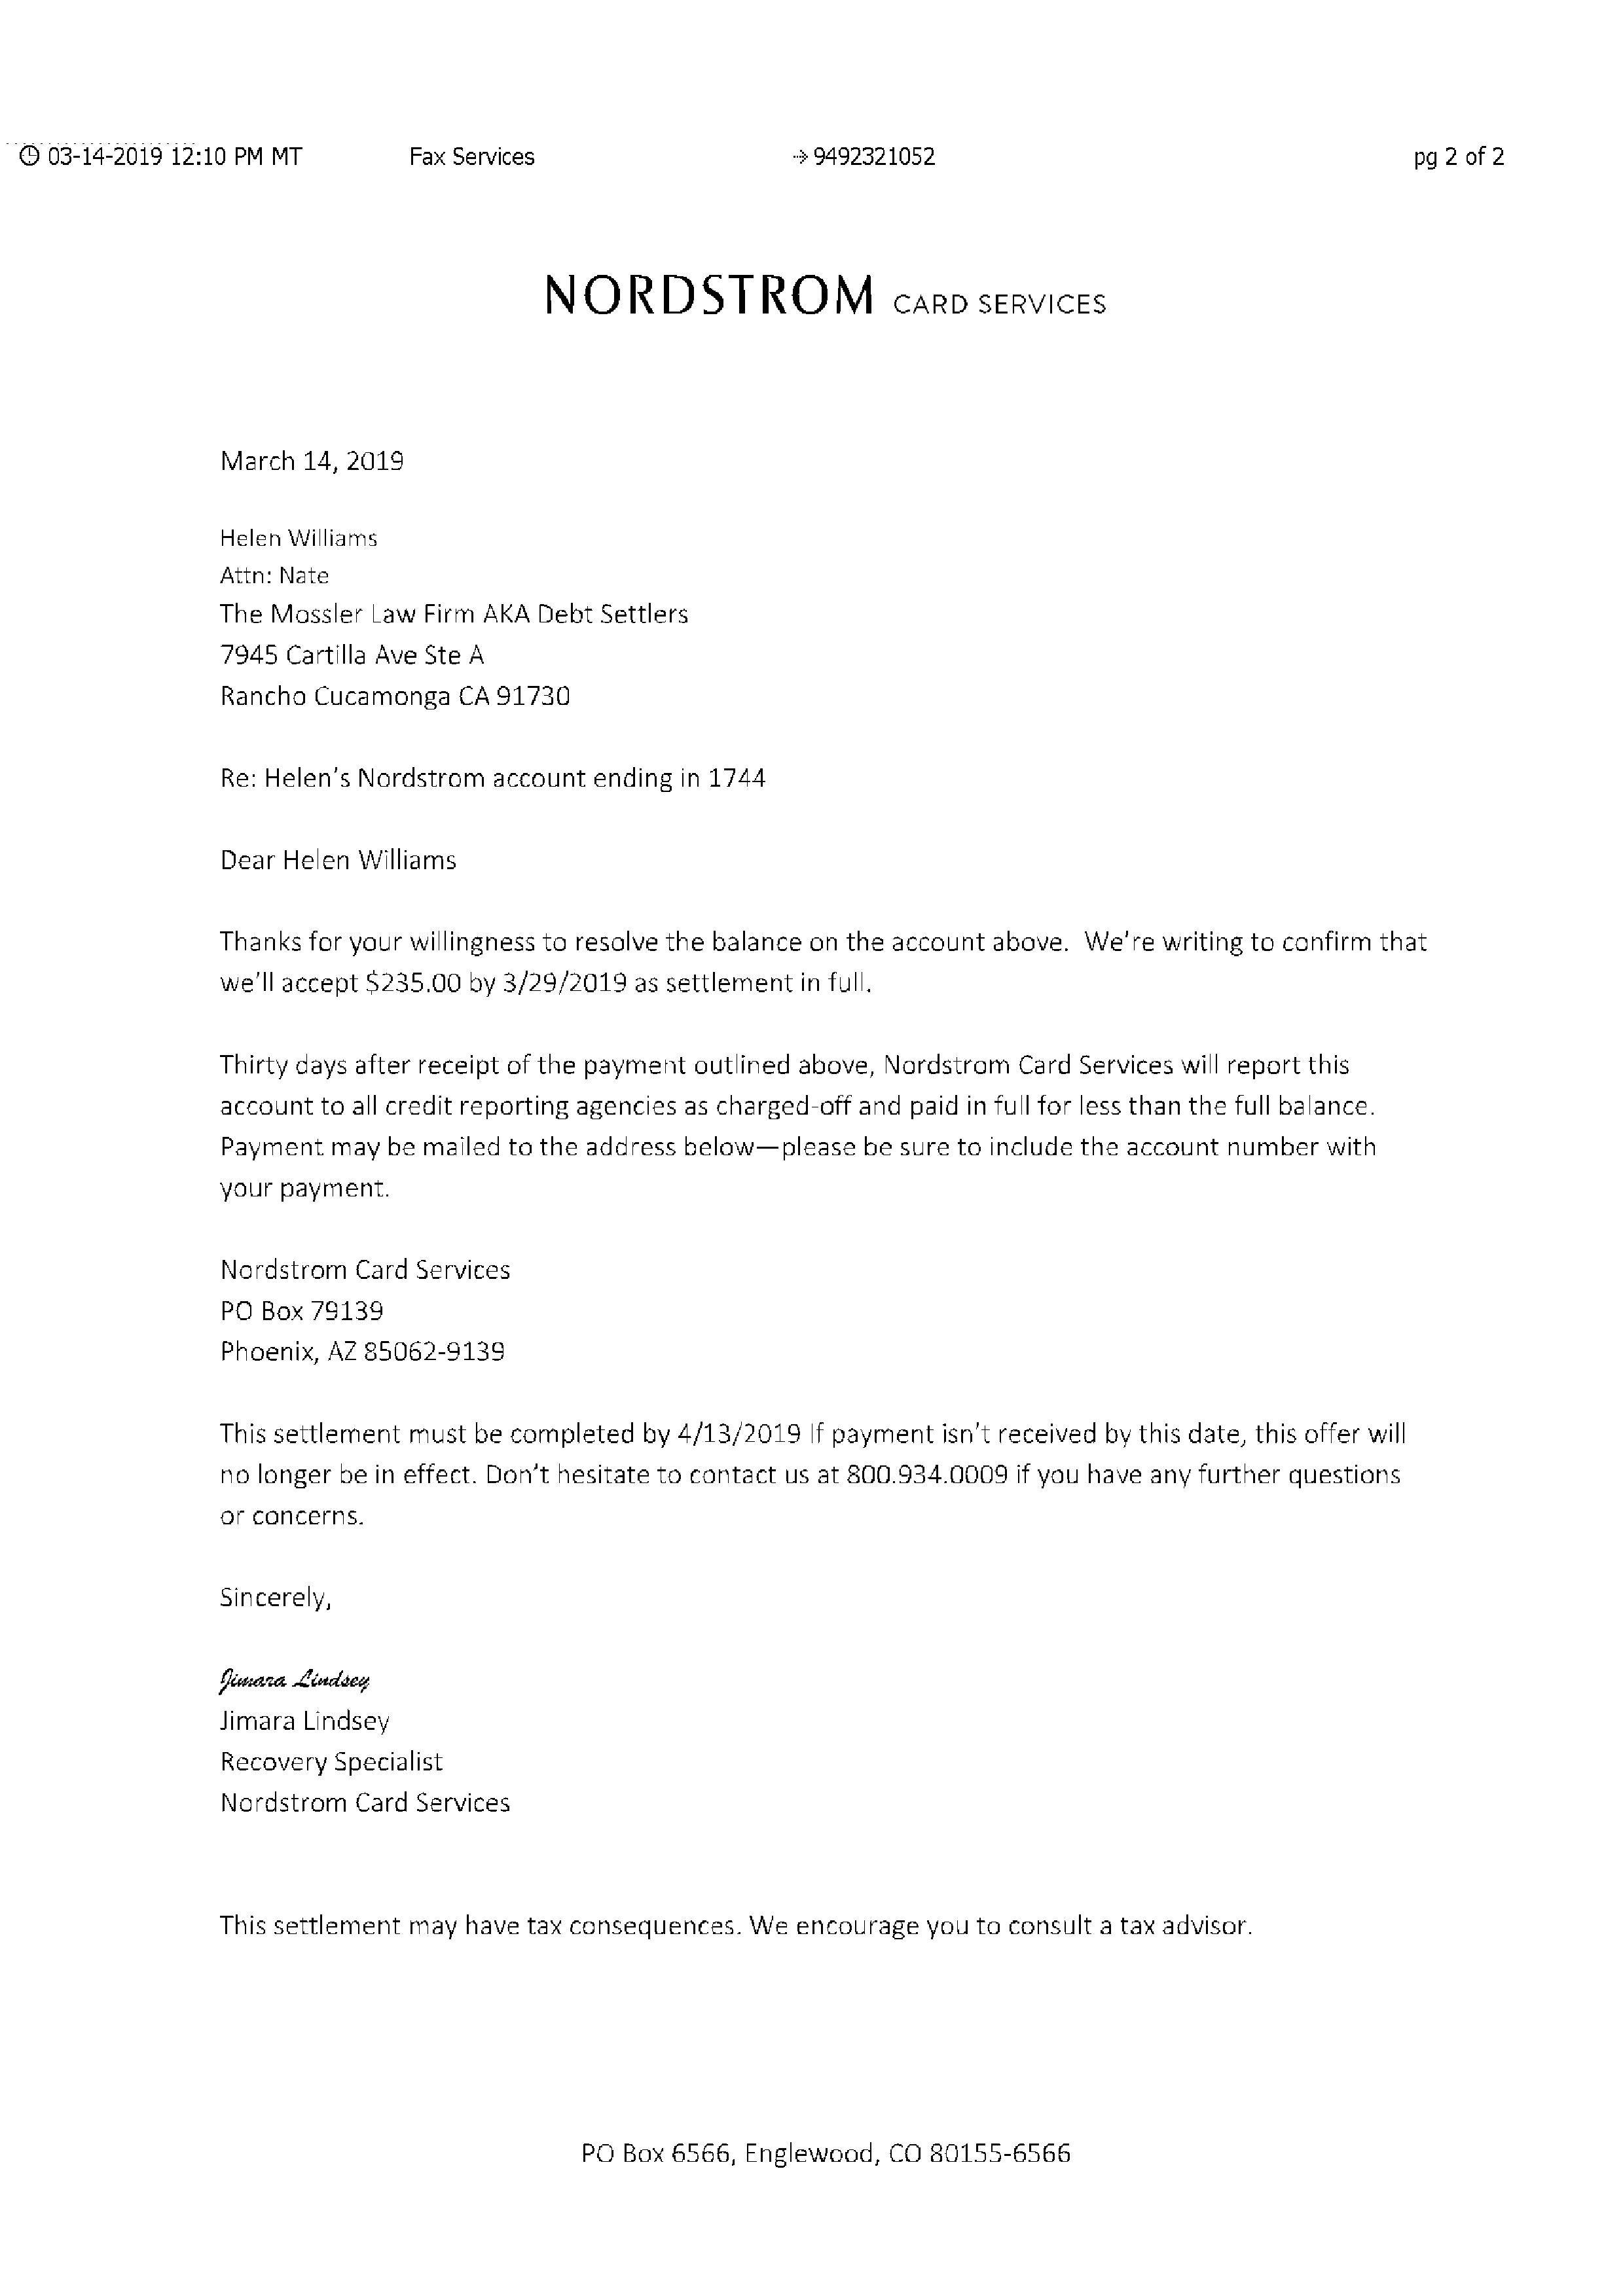 03-14-2019 12:10 PM MT Fax Services → 9492321052 pg 2 of 2
NORDSTROM CARD SERVICES
March 14, 2019
Helen Williams
Attn: Nate
The Mossler Law Firm AKA Debt Settlers
7945 Cartilla Ave Ste A
Rancho Cucamonga CA 91730
Re: Helen’s Nordstrom account ending in 1744
Dear Helen Williams
Thanks for your willingness to resolve the balance on the account above.  We’re writing to confirm that
we’ll accept $235.00 by 3/29/2019 as settlement in full.
Thirty days after receipt of the payment outlined above, Nordstrom Card Services will report this
account to all credit reporting agencies as charged-off and paid in full for less than the full balance.
Payment may be mailed to the address below—please be sure to include the account number with
your payment.
Nordstrom Card Services
PO Box 79139
Phoenix, AZ 85062-9139
This settlement must be completed by 4/13/2019 If payment isn’t received by this date, this offer will
no longer be in effect. Don’t hesitate to contact us at 800.934.0009 if you have any further questions
or concerns.
Sincerely,
Jimara Lindsey
Jimara Lindsey
Recovery Specialist
Nordstrom Card Services
This settlement may have tax consequences. We encourage you to consult a tax advisor.
PO Box 6566, Englewood, CO 80155-6566